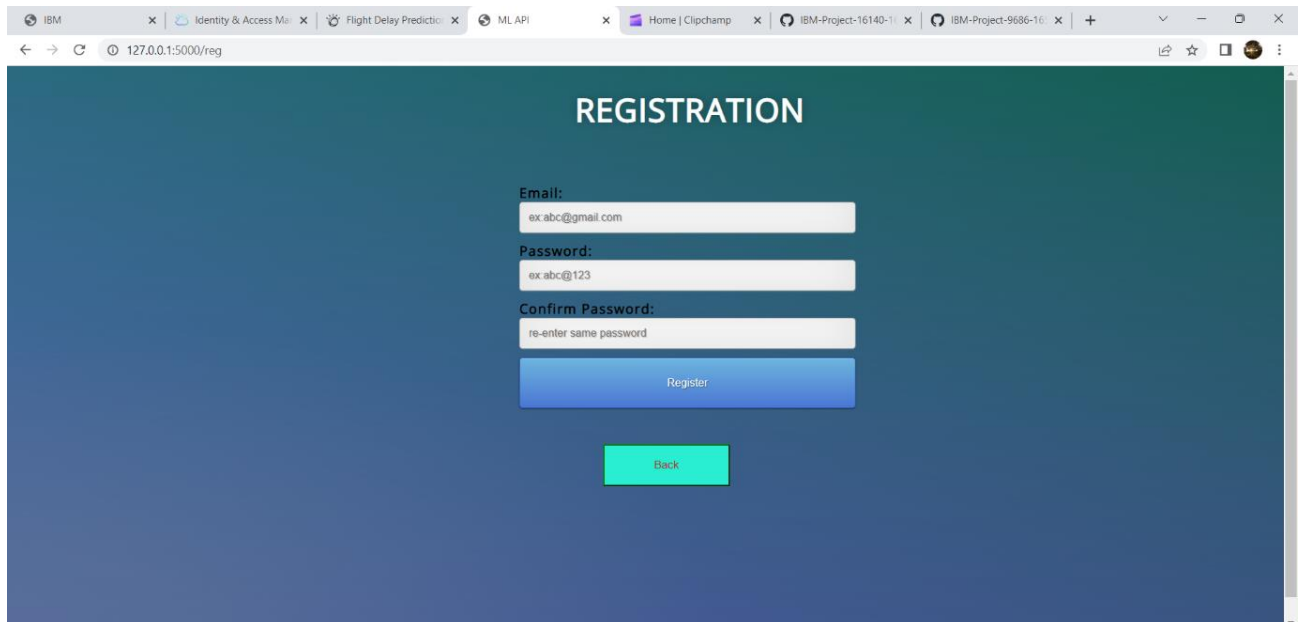 IBM
Identity & Access Ma
Flight Delay Predictio
ML API
Home | Clipchamp
IBM-Project-16140-1
IBM-Project-9686-16
127.0.0.1:5000/reg
REGISTRATION
Email:
ex:abc@gmail.com
Password:
ex:abc@123
Confirm Password:
re-enter same password
Register
Back